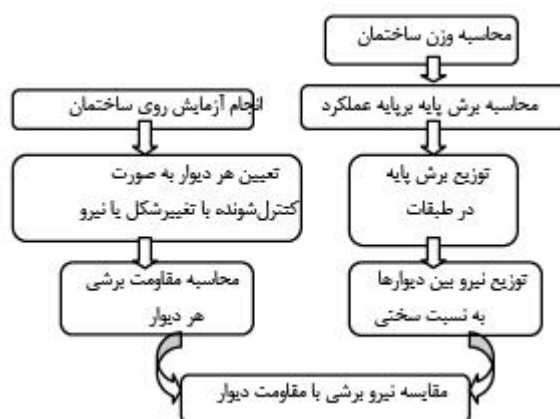 محاسبه وزن ساختمان
محاسبه برش پایه برپایه عملکرد
توزیع برش پایه
در طبقات
توزیع نیرو بین دیوارها
به نسبت سختی
انجام آزمایش روی ساختمان
تعیین هر دیوار به صورت
کنترل‌شونده با تغییرشکل یا نیرو
محاسبه مقاومت برشی
هر دیوار
مقایسه نیرو برشی با مقاومت دیوار